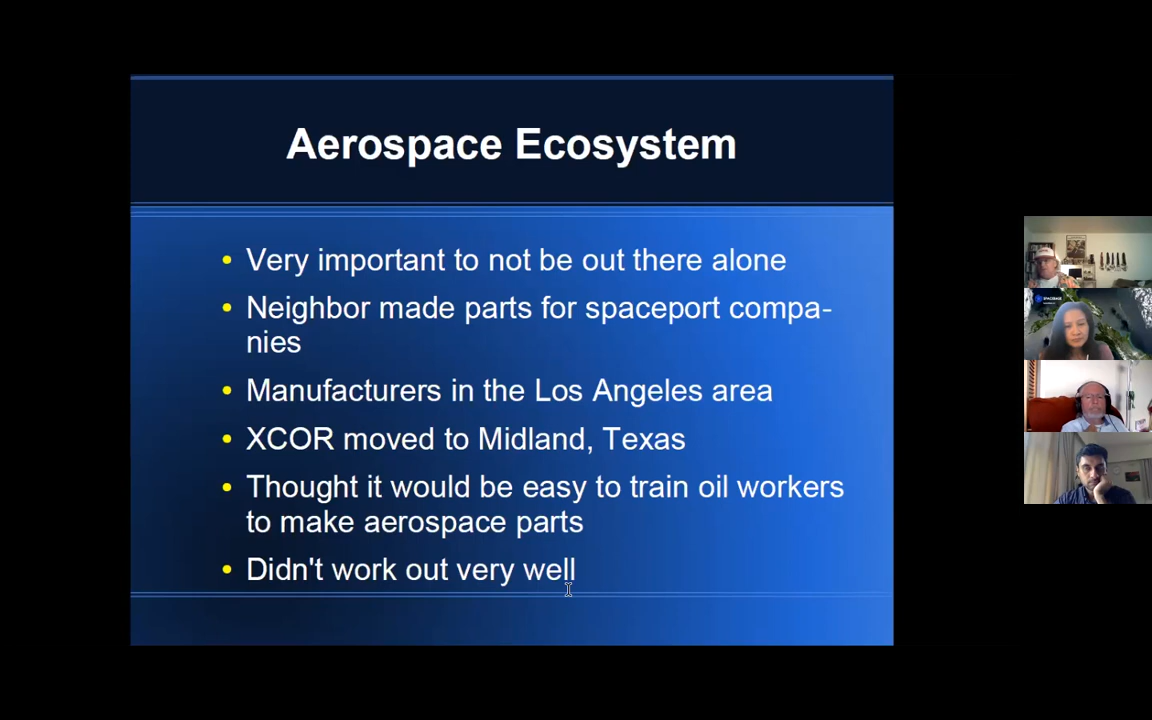 Aerospace Ecosystem
• Very important to not be out there alone
• Neighbor made parts for spaceport compa-
nies
• Manufacturers in the Los Angeles area
• XCOR moved to Midland, Texas
• Thought it would be easy to train oil workers
to make aerospace parts
• Didn't work out very well